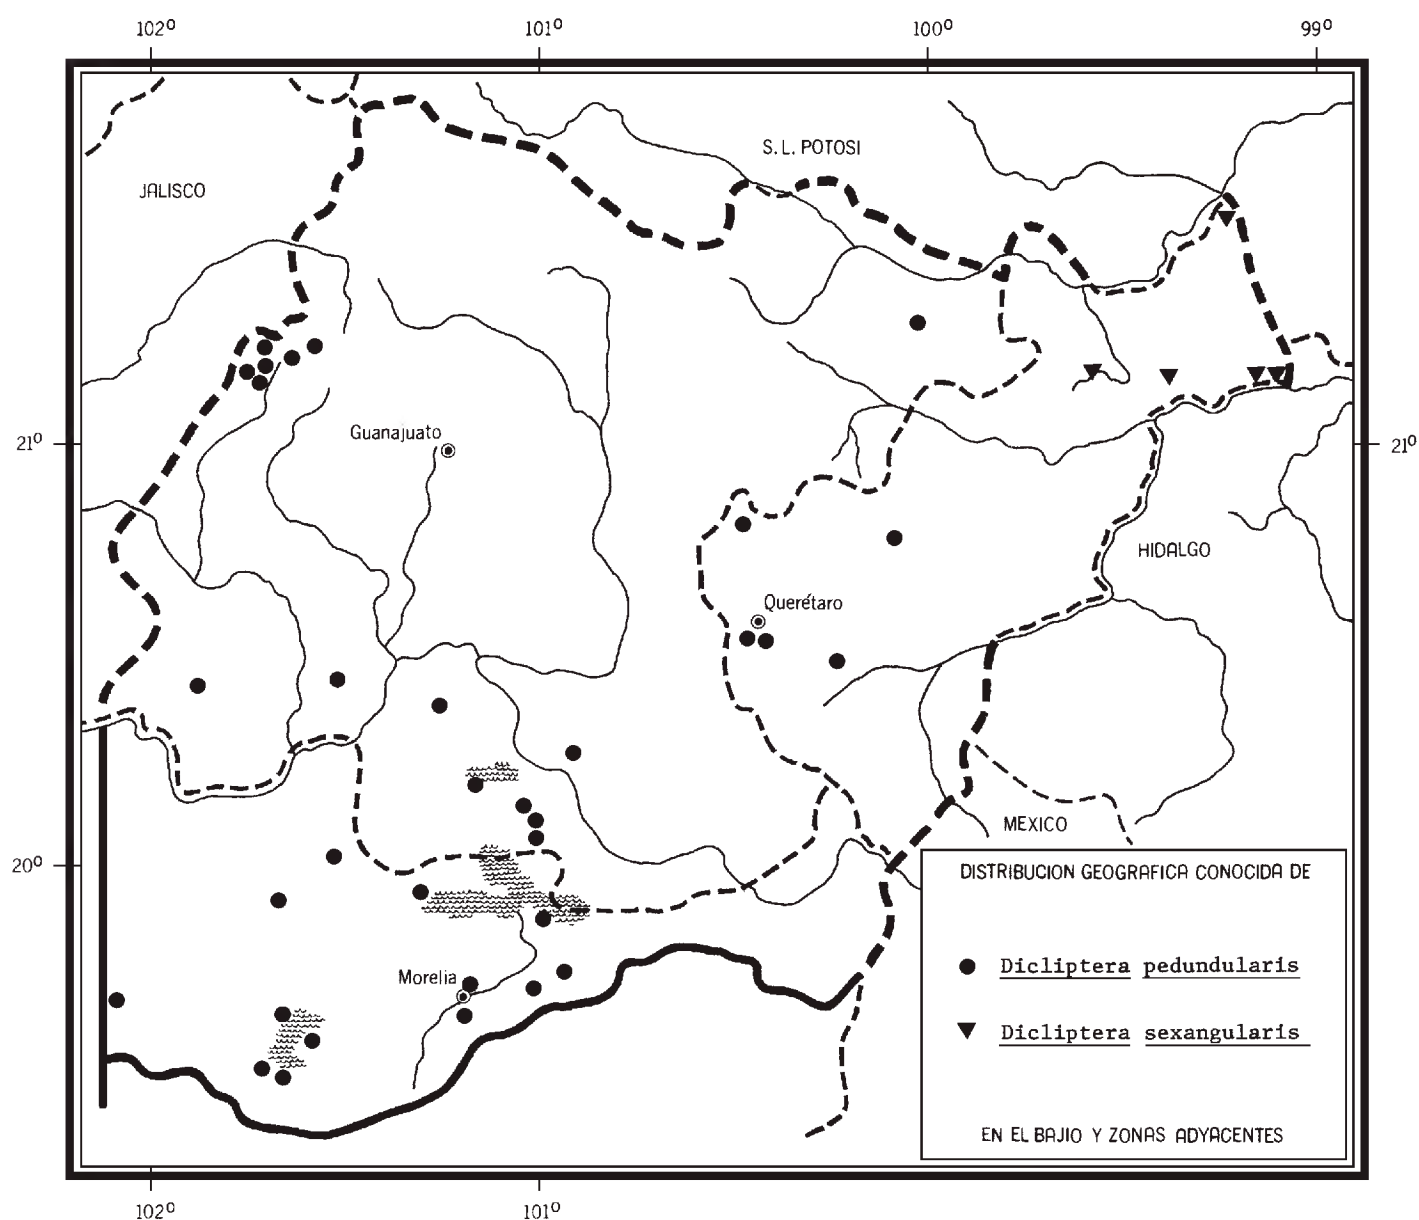 102º 101º 100º 99º
S.L. POTOSI
JALISCO
Guanajuato
21º 21º
HIDALGO
Querétaro
MEXICO
20º
DISTRIBUCION GEOGRAFICA CONOCIDA DE
Dicliptera pedundularis
Morelia
Dicliptera sexangularis
EN EL BAJIO Y ZONAS ADYACENTES
102º 101º